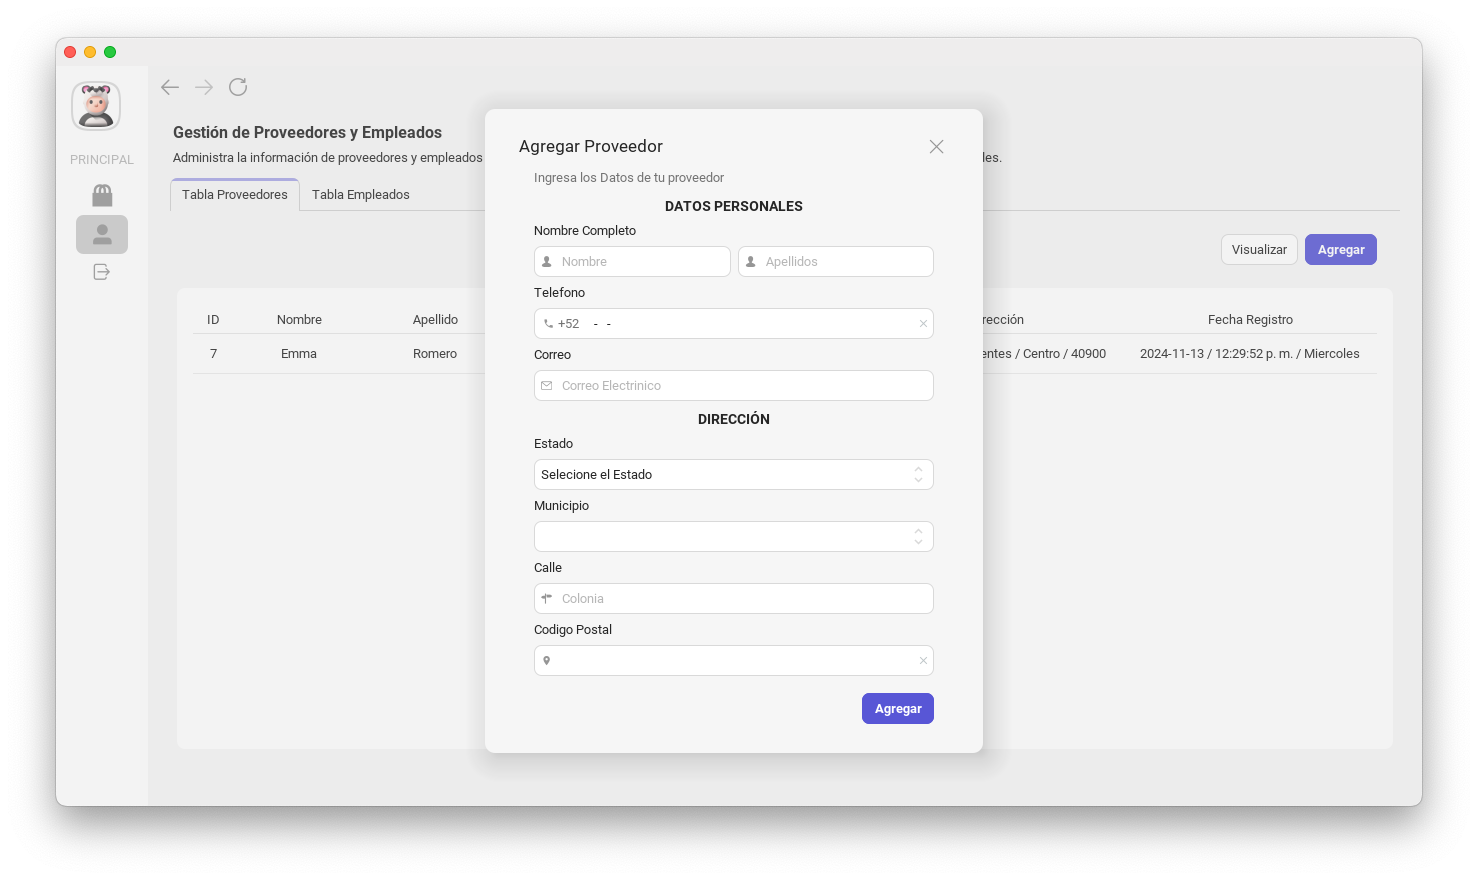 PRINCIPAL
Gestión de Proveedores y Empleados
Administra la información de proveedores y empleados
les.
Tabla Proveedores
Tabla Empleados
Visualizar
Agregar
ID
Nombre
Apellido
rección
Fecha Registro
7
Emma
Romero
entes / Centro / 40900
2024-11-13 / 12:29:52 p. m. / Miercoles
Agregar Proveedor
Ingresa los Datos de tu proveedor
DATOS PERSONALES
Nombre Completo
Nombre
Apellidos
Telefono
+52 - -
Correo
Correo Electrinico
DIRECCIÓN
Estado
Selecione el Estado
Municipio
Calle
Colonia
Codigo Postal
Agregar